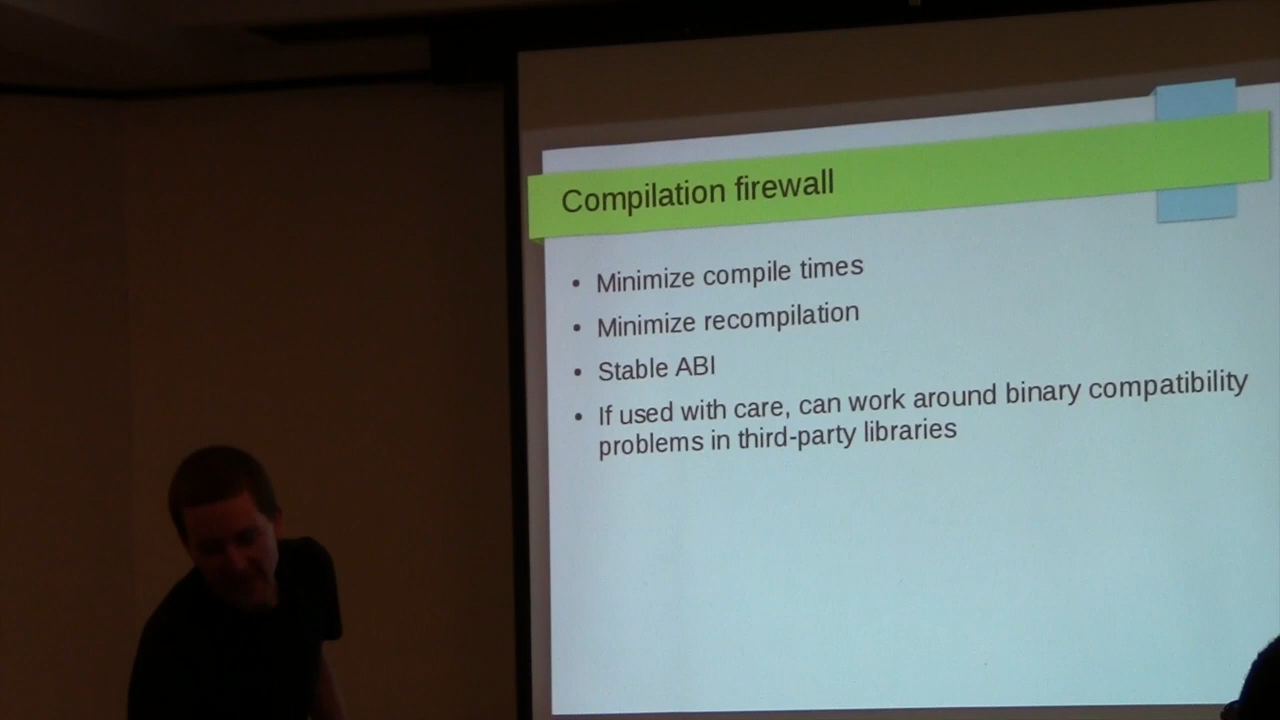 Compilation firewall
• Minimize compile times
• Minimize recompilation
• Stable ABI
• If used with care, can work around binary compatibility
problems in third-party libraries